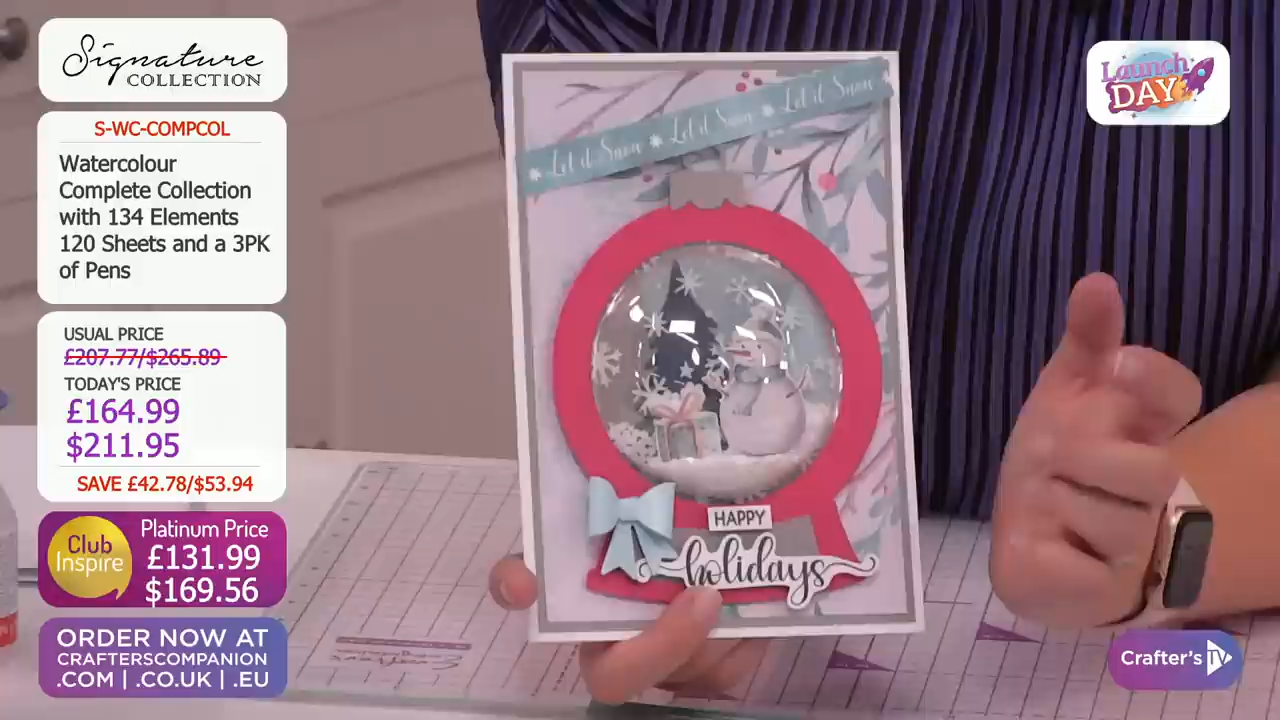 Signature
COLLECTION
S-WC-COMPCOL
Watercolour
Complete Collection
with 134 Elements
120 Sheets and a 3PK
of Pens
USUAL PRICE
£207.77/$265.89
TODAY'S PRICE
£164.99
$211.95
SAVE £42.78/$53.94
Club
Inspire
Platinum Price
£131.99
$169.56
ORDER NOW AT
CRAFTERSCOMPANION
.COM | .CO.UK | .EU
Launch
DAY
Let it Snow * Let it Snow * Let it Snow
HAPPY
holidays
Crafter's TV